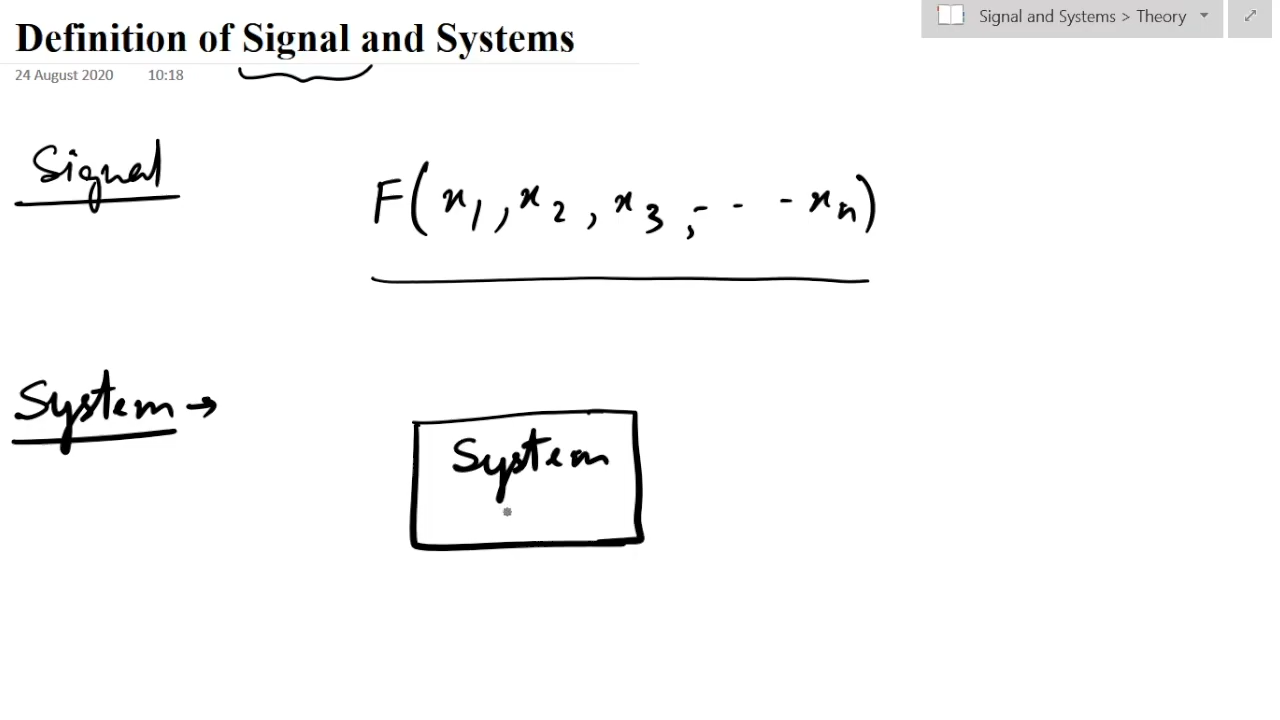 Signal and Systems > Theory
Definition of Signal and Systems
24 August 2020 10:18
Signal
F(x1, x2, x3, - - - xn)
System →
System